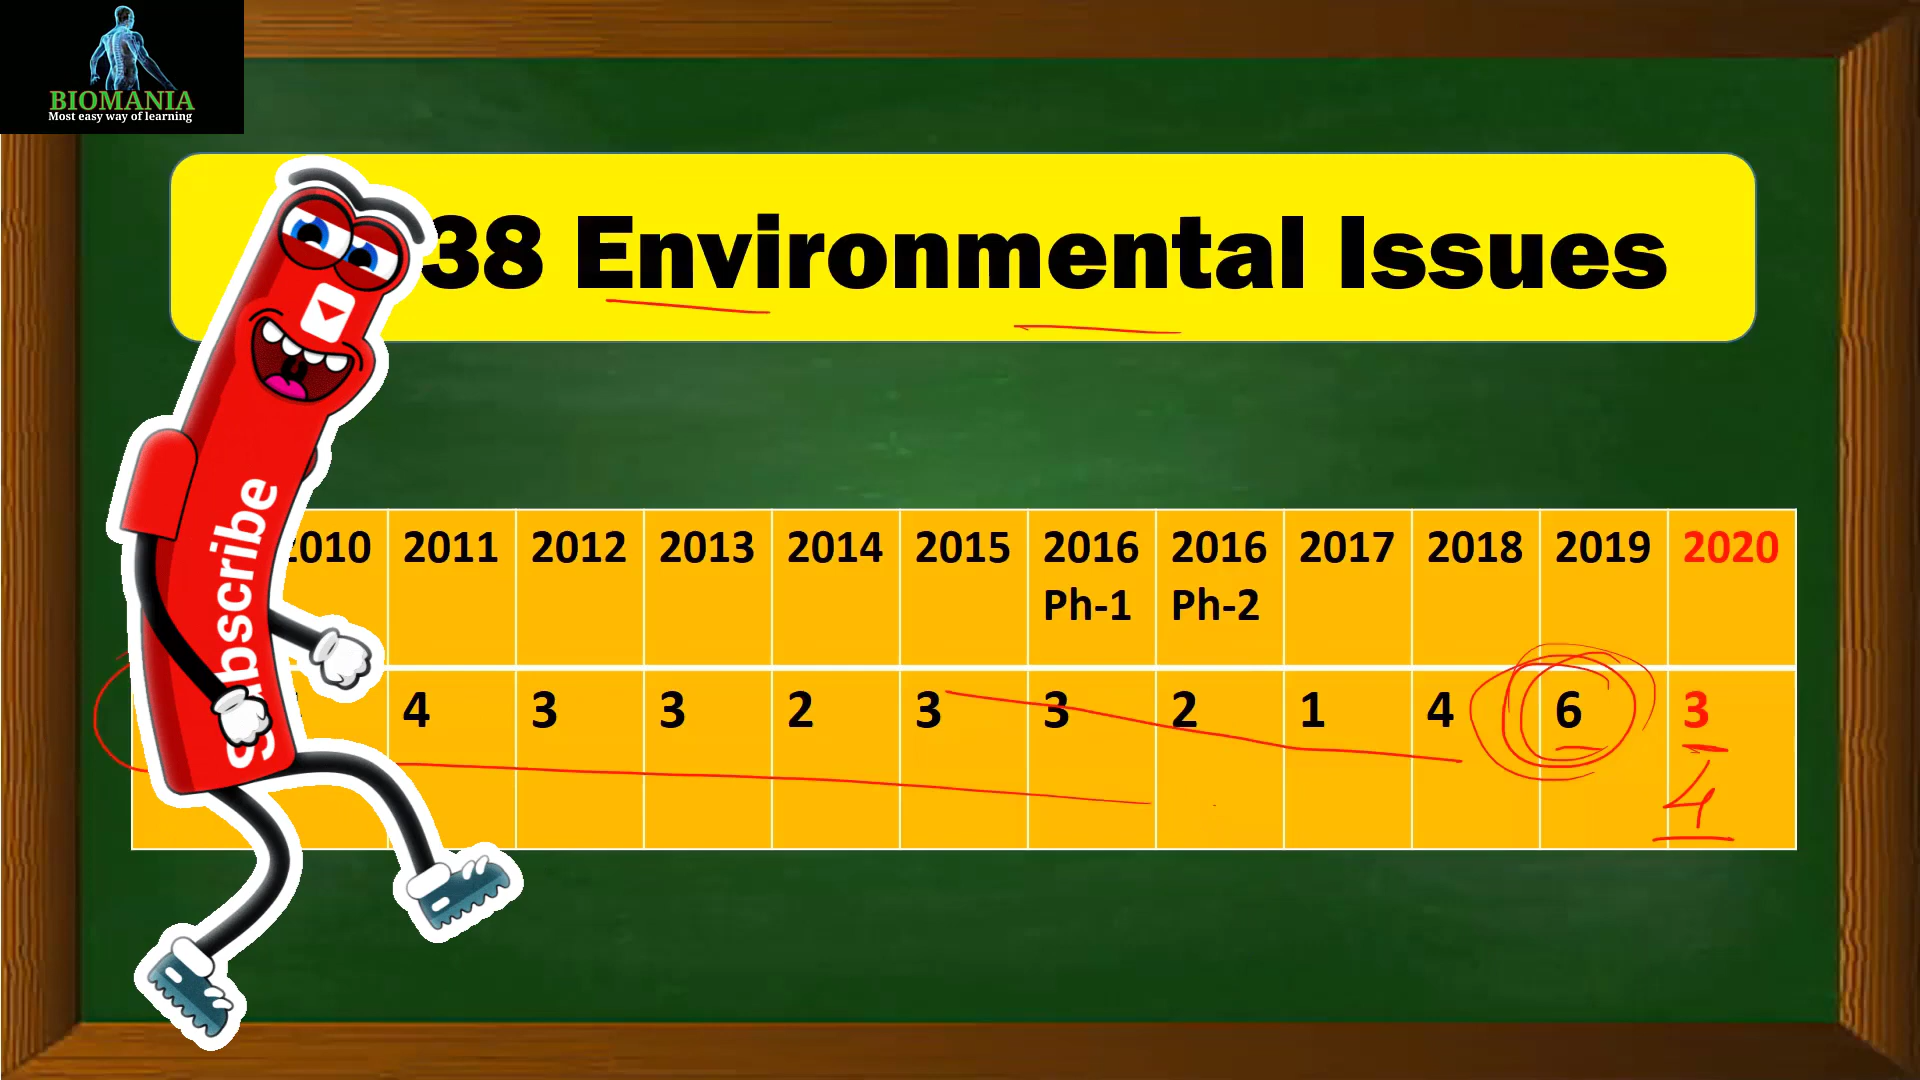 BIOMANIA
Most easy way of learning
38 Environmental Issues
Subscribe
2010 2011 2012 2013 2014 2015 2016 2016 2017 2018 2019 2020
Ph-1 Ph-2
4 3 3 2 3 3 2 1 4 6 3
4